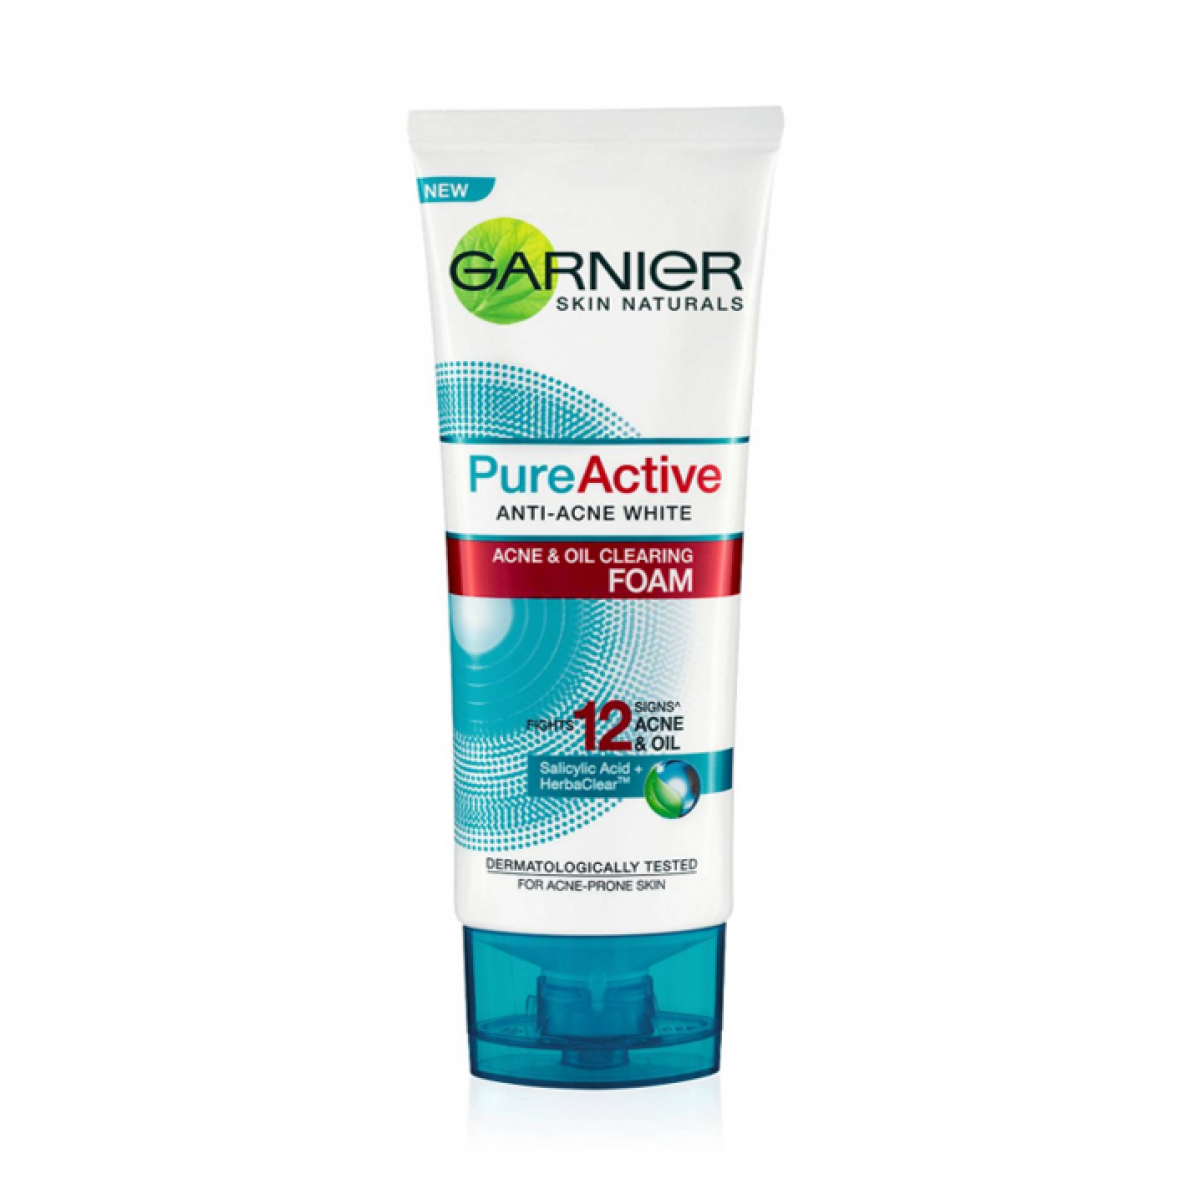 NEW
GARNIER
SKIN NATURALS
PureActive
ANTI-ACNE WHITE
ACNE & OIL CLEARING
FOAM
FIGHTS 12 SIGNS^
ACNE
& OIL
Salicylic Acid +
HerbaClear™
DERMATOLOGICALLY TESTED
FOR ACNE-PRONE SKIN